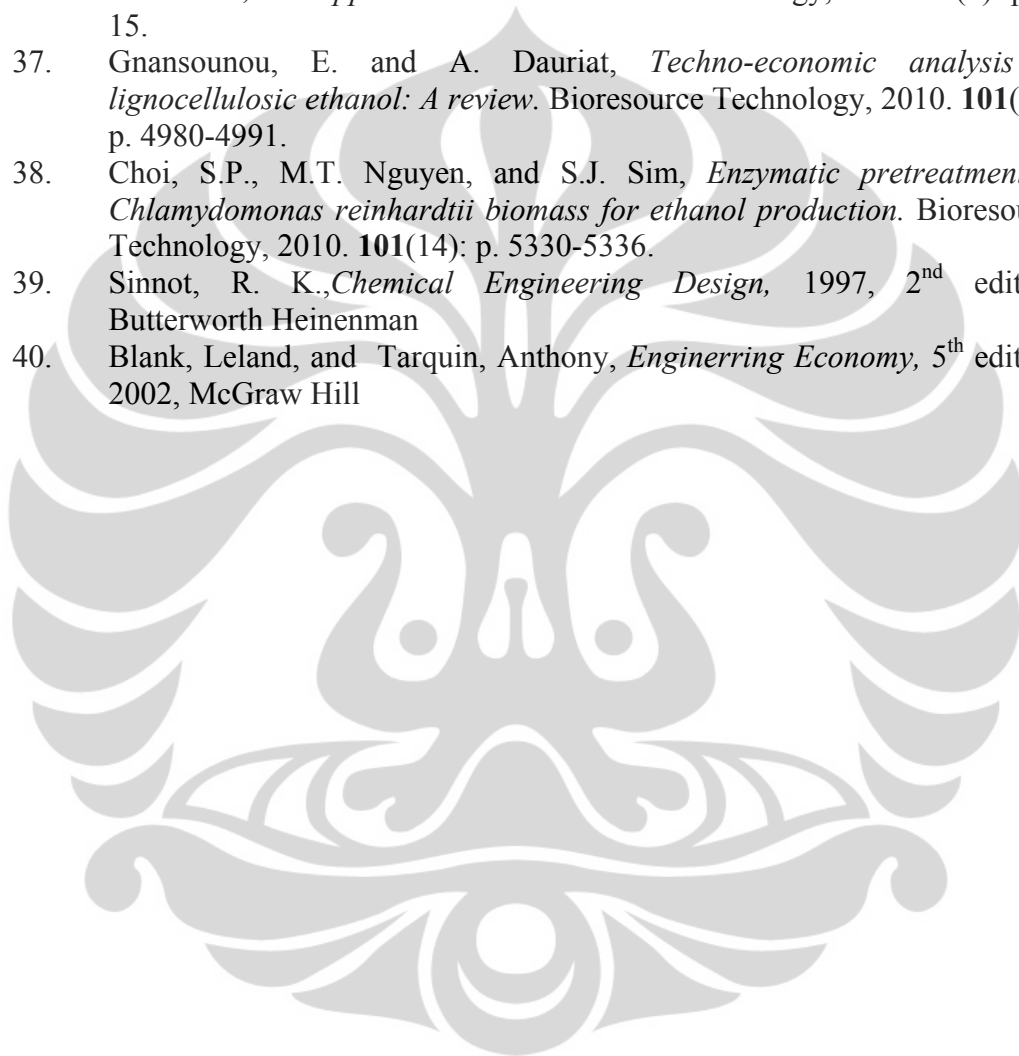 15.
37. Gnansounou, E. and A. Dauriat, Techno-economic analysis
lignocellulosic ethanol: A review. Bioresource Technology, 2010. 101(
p. 4980-4991.
38. Choi, S.P., M.T. Nguyen, and S.J. Sim, Enzymatic pretreatment
Chlamydomonas reinhardtii biomass for ethanol production. Bioresou
Technology, 2010. 101(14): p. 5330-5336.
39. Sinnot, R. K.,Chemical Engineering Design, 1997, 2nd edit
Butterworth Heinenman
40. Blank, Leland, and Tarquin, Anthony, Enginerring Economy, 5th edit
2002, McGraw Hill